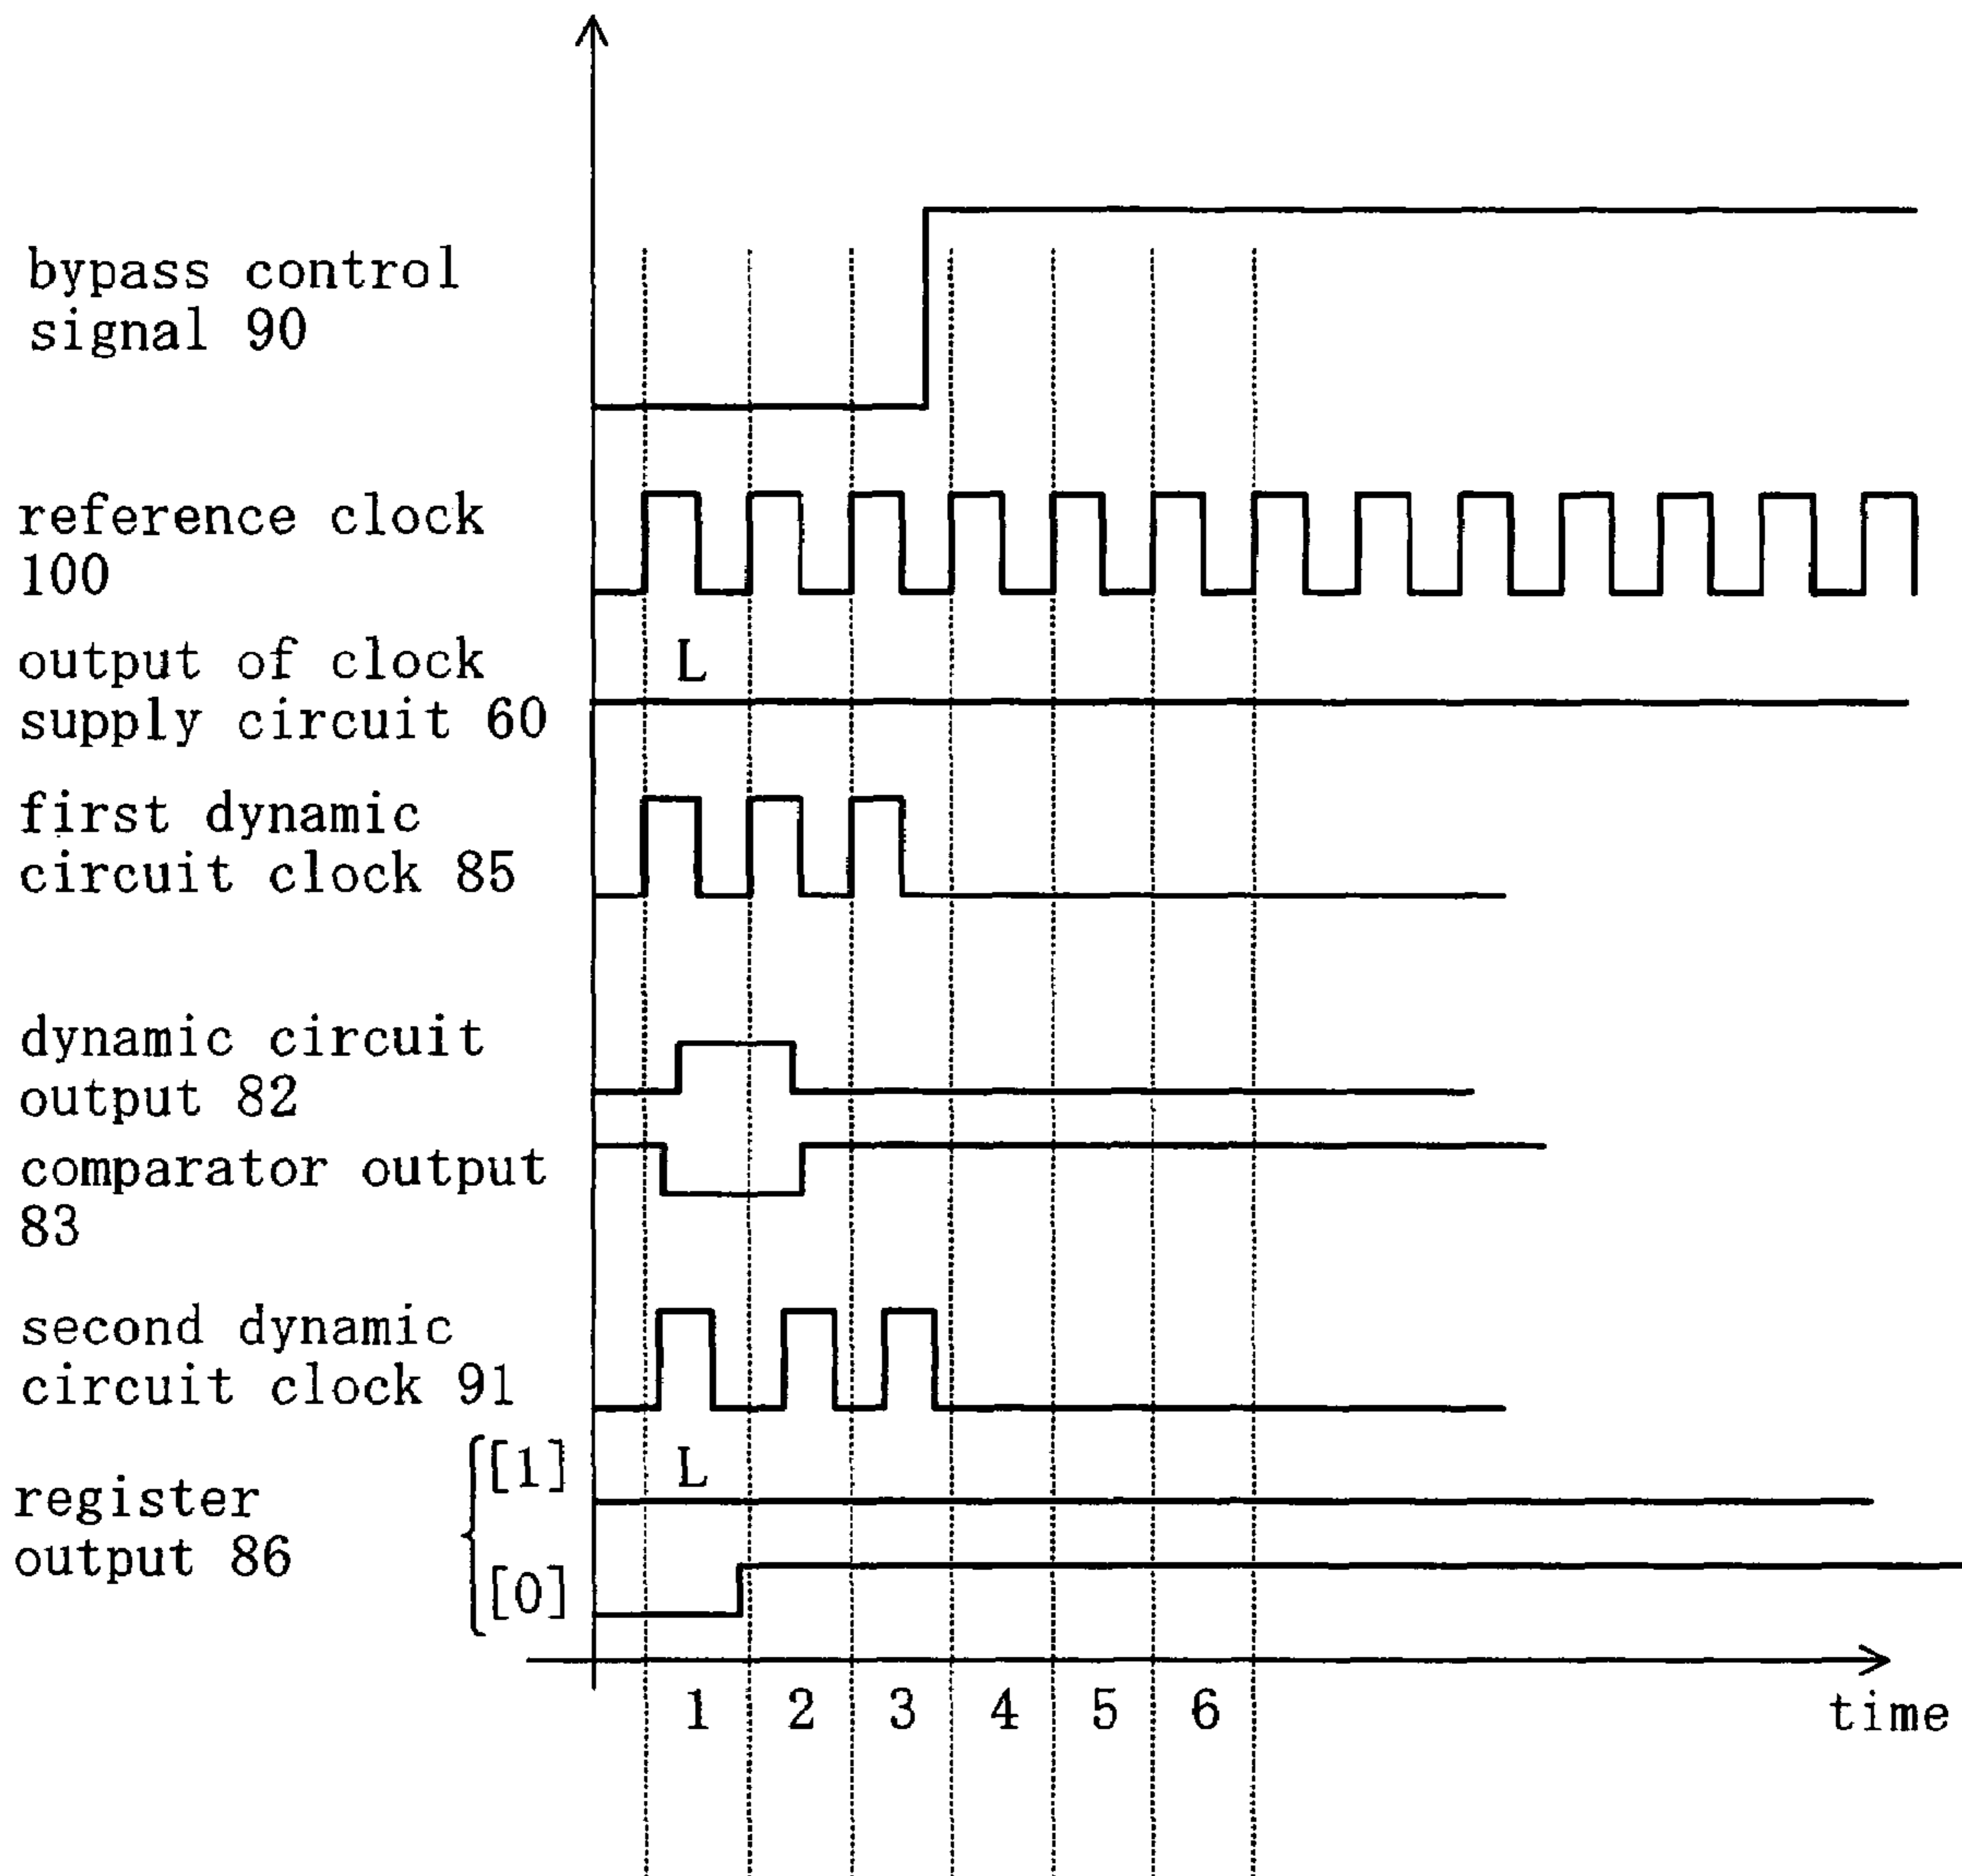 bypass control
signal 90
reference clock
100
output of clock
supply circuit 60
L
first dynamic
circuit clock 85
dynamic circuit
output 82
comparator output
83
second dynamic
circuit clock 91
register
output 86
[1]
L
[0]
1 2 3 4 5 6
time